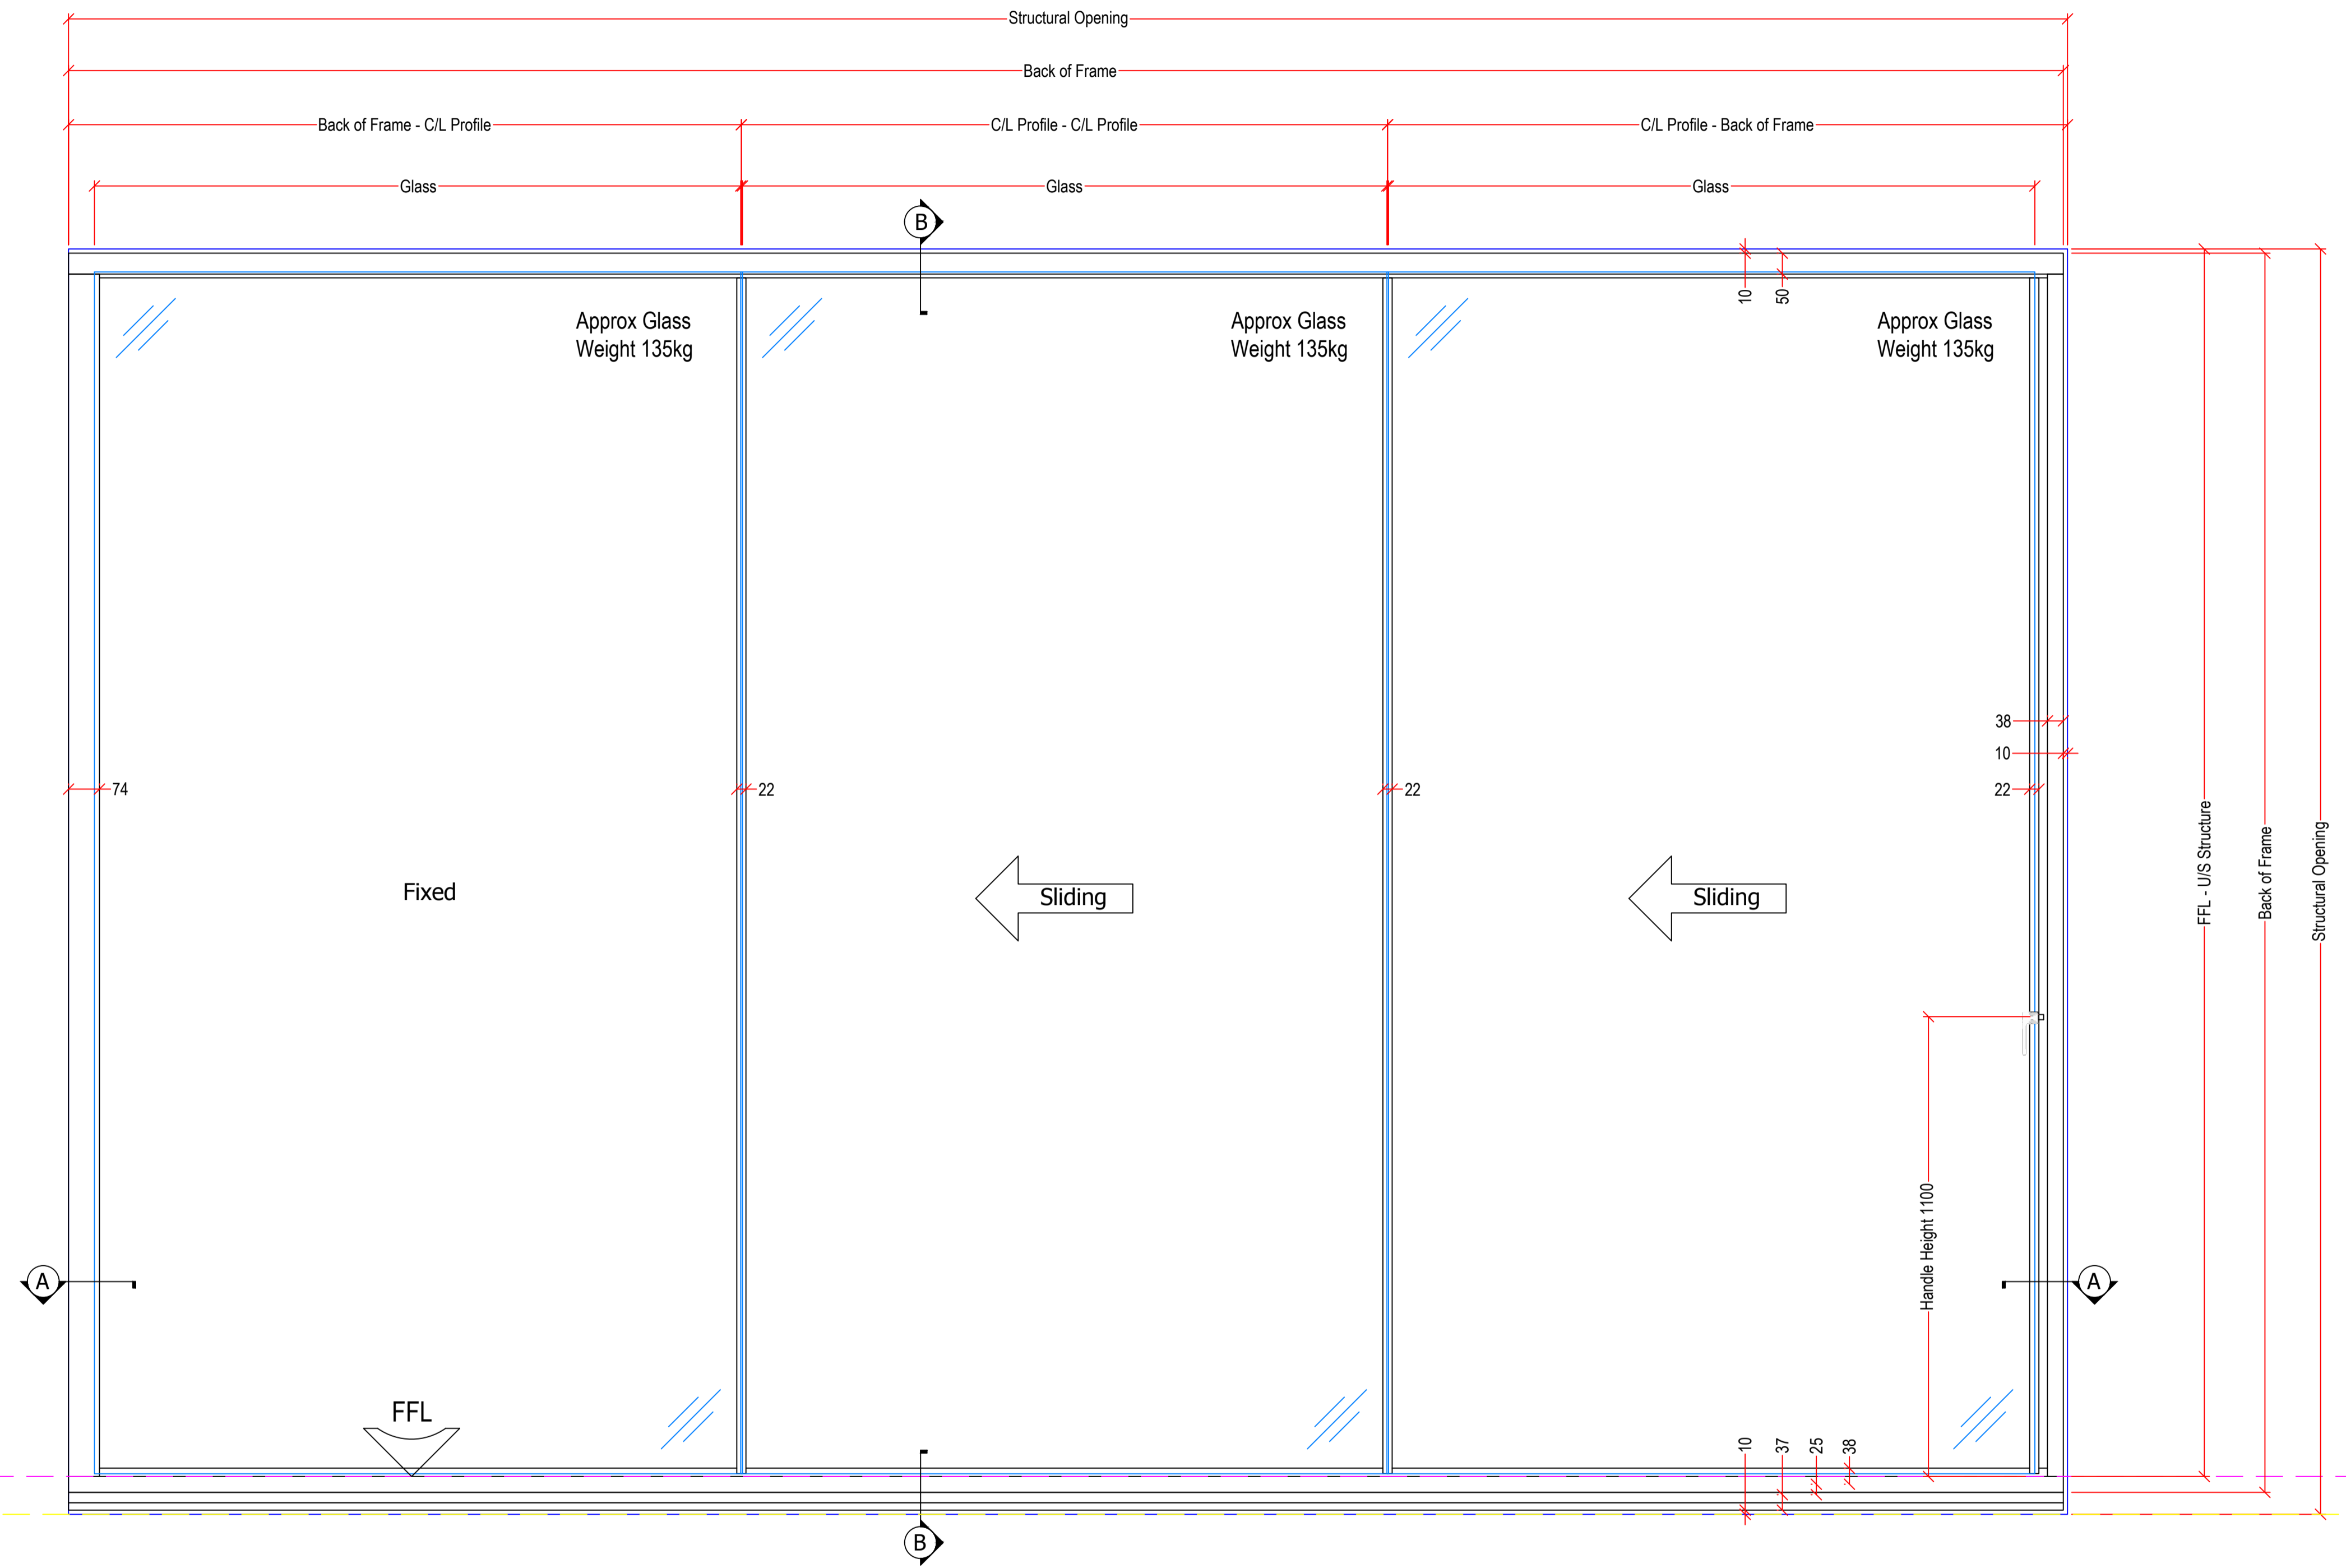 Structural Opening
Back of Frame
Back of Frame - C/L Profile
C/L Profile - C/L Profile
C/L Profile - Back of Frame
Glass
Glass
Glass
B
10
50
Approx Glass
Weight 135kg
Approx Glass
Weight 135kg
Approx Glass
Weight 135kg
38
10
74
22
22
22
Fixed
Sliding
Sliding
FFL - U/S Structure
Back of Frame
Structural Opening
Handle Height 1100
A
A
FFL
10
37
25
38
B